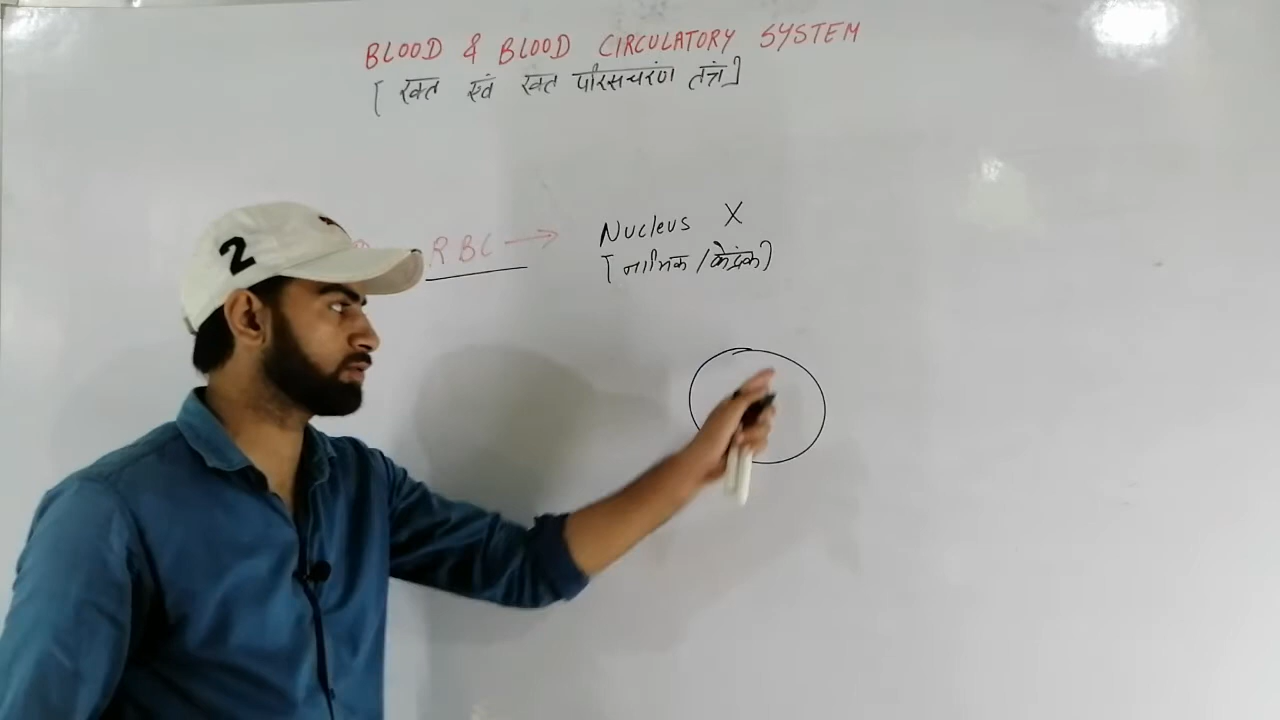 BLOOD & BLOOD CIRCULATORY SYSTEM
[ रक्त एवं रक्त परिसंचरण तंत्र ]
RBC → Nucleus X
[ नाभिक / केंद्रक ]
2